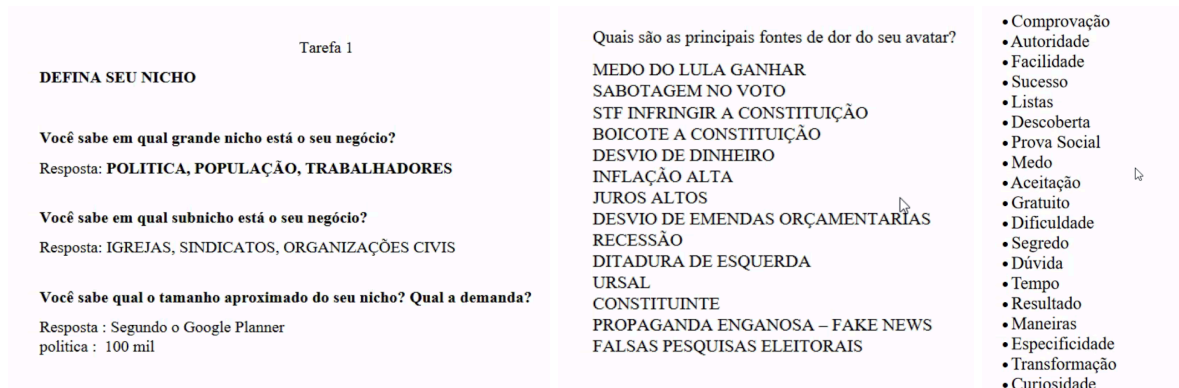 Tarefa 1
DEFINA SEU NICHO
Você sabe em qual grande nicho está o seu negócio?
Resposta: POLITICA, POPULAÇÃO, TRABALHADORES
Você sabe em qual subnicho está o seu negócio?
Resposta: IGREJAS, SINDICATOS, ORGANIZAÇÕES CIVIS
Você sabe qual o tamanho aproximado do seu nicho? Qual a demanda?
Resposta : Segundo o Google Planner
politica : 100 mil
Quais são as principais fontes de dor do seu avatar?
MEDO DO LULA GANHAR
SABOTAGEM NO VOTO
STF INFRINGIR A CONSTITUIÇÃO
BOICOTE A CONSTITUIÇÃO
DESVIO DE DINHEIRO
INFLAÇÃO ALTA
JUROS ALTOS
DESVIO DE EMENDAS ORÇAMENTARIAS
RECESSÃO
DITADURA DE ESQUERDA
URSAL
CONSTITUINTE
PROPAGANDA ENGANOSA – FAKE NEWS
FALSAS PESQUISAS ELEITORAIS
• Comprovação
• Autoridade
• Facilidade
• Sucesso
• Listas
• Descoberta
• Prova Social
• Medo
• Aceitação
• Gratuito
• Dificuldade
• Segredo
• Dúvida
• Tempo
• Resultado
• Maneiras
• Especificidade
• Transformação
• Curiosidade